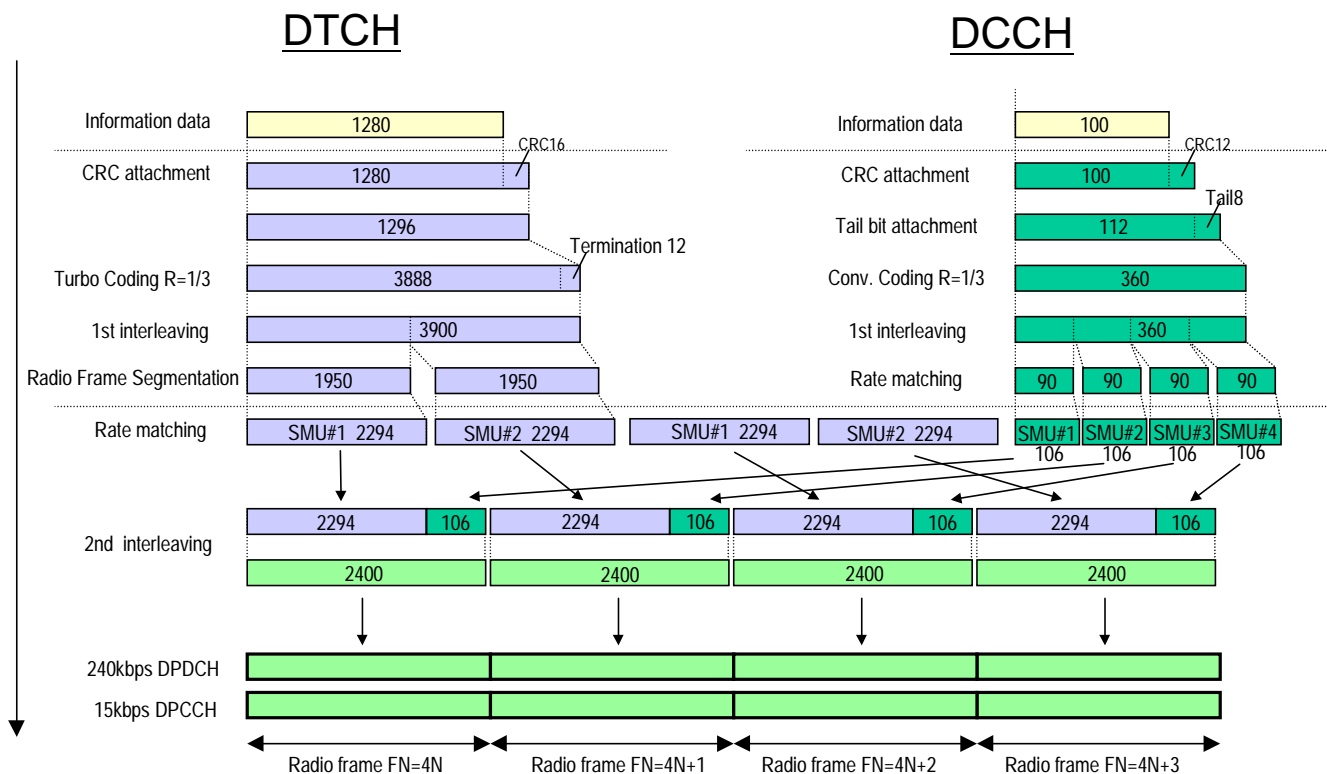 DTCH DCCH
Information data 1280 Information data 100
CRC16 CRC12
CRC attachment 1280 CRC attachment 100
Tail8
1296 Tail bit attachment 112
Termination 12
Turbo Coding R=1/3 3888 Conv. Coding R=1/3 360
1st interleaving 3900 1st interleaving 360
Radio Frame Segmentation 1950 1950 Rate matching 90 90 90 90
Rate matching SMU#1 2294 SMU#2 2294 SMU#1 2294 SMU#2 2294 SMU#1 SMU#2 SMU#3 SMU#4
106 106 106 106
2294 106 2294 106 2294 106 2294 106
2nd interleaving
2400 2400 2400 2400
240kbps DPDCH
15kbps DPCCH
Radio frame FN=4N Radio frame FN=4N+1 Radio frame FN=4N+2 Radio frame FN=4N+3